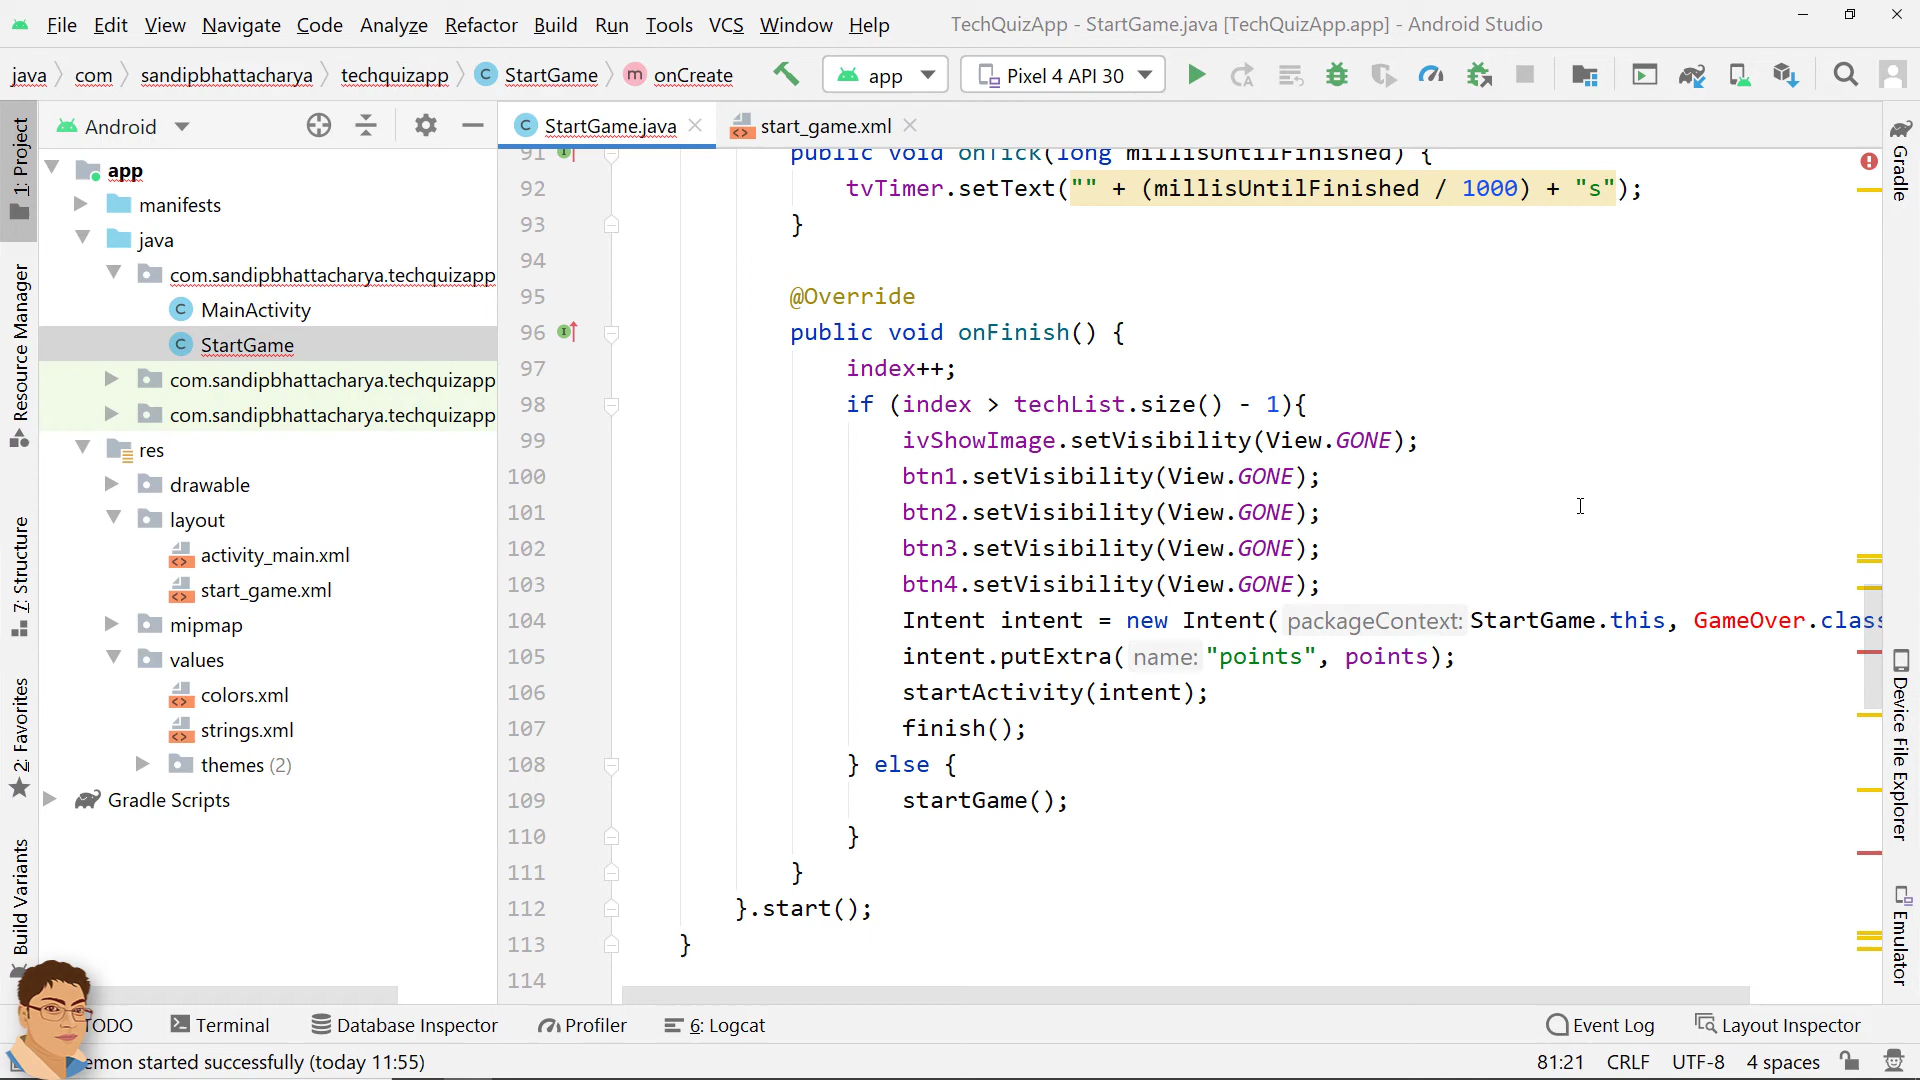 File Edit View Navigate Code Analyze Refactor Build Run Tools VCS Window Help TechQuizApp - StartGame.java [TechQuizApp.app] - Android Studio
java com sandipbhattacharya techquizapp C StartGame m onCreate app Pixel 4 API 30
Android C StartGame.java start_game.xml
1: Project
Resource Manager
7: Structure
2: Favorites
Build Variants
app
manifests
java
com.sandipbhattacharya.techquizapp
C MainActivity
C StartGame
com.sandipbhattacharya.techquizapp
com.sandipbhattacharya.techquizapp
res
drawable
layout
activity_main.xml
start_game.xml
mipmap
values
colors.xml
strings.xml
themes (2)
Gradle Scripts
91 public void onTick(long millisUntilFinished) {
92 tvTimer.setText("" + (millisUntilFinished / 1000) + "s");
93 }
94
95 @Override
96 public void onFinish() {
97 index++;
98 if (index > techList.size() - 1){
99 ivShowImage.setVisibility(View.GONE);
100 btn1.setVisibility(View.GONE);
101 btn2.setVisibility(View.GONE);
102 btn3.setVisibility(View.GONE);
103 btn4.setVisibility(View.GONE);
104 Intent intent = new Intent( packageContext: StartGame.this, GameOver.class
105 intent.putExtra( name: "points", points);
106 startActivity(intent);
107 finish();
108 } else {
109 startGame();
110 }
111 }
112 }.start();
113 }
114
Gradle
Device File Explorer
Emulator
TODO Terminal Database Inspector Profiler 6: Logcat Event Log Layout Inspector
emon started successfully (today 11:55) 81:21 CRLF UTF-8 4 spaces